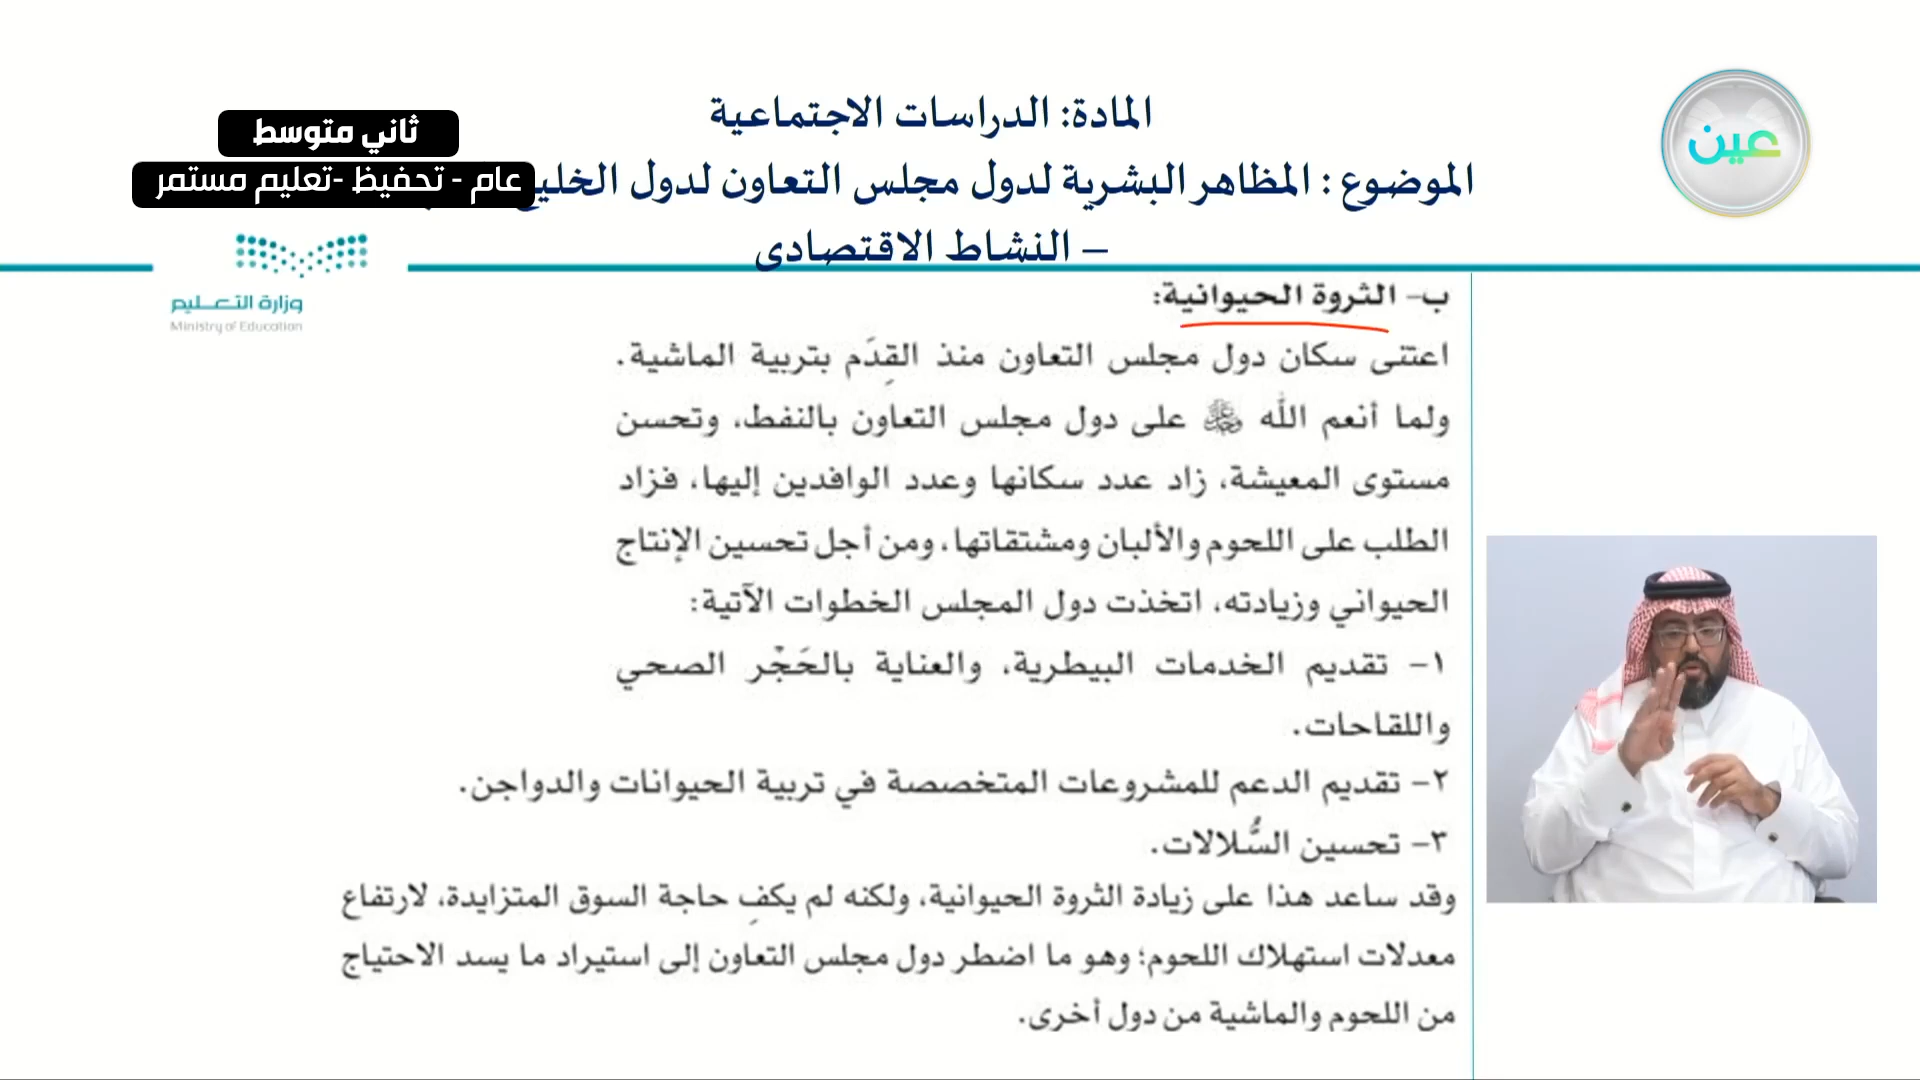 المادة: الدراسات الاجتماعية
ثاني متوسط
الموضوع : المظاهر البشرية لدول مجلس التعاون لدول الخليج
عام - تحفيظ -تعليم مستمر
– النشاط الاقتصادي
عين
وزارة التعليم
Ministry of Education
ب- الثروة الحيوانية:
اعتنى سكان دول مجلس التعاون منذ القِدَم بتربية الماشية.
ولما أنعم الله ﷻ على دول مجلس التعاون بالنفط، وتحسن
مستوى المعيشة، زاد عدد سكانها وعدد الوافدين إليها، فزاد
الطلب على اللحوم والألبان ومشتقاتها، ومن أجل تحسين الإنتاج
الحيواني وزيادته، اتخذت دول المجلس الخطوات الآتية:
١- تقديم الخدمات البيطرية، والعناية بالحَجْر الصحي
واللقاحات.
٢- تقديم الدعم للمشروعات المتخصصة في تربية الحيوانات والدواجن.
٣- تحسين السُّلالات.
وقد ساعد هذا على زيادة الثروة الحيوانية، ولكنه لم يكفِ حاجة السوق المتزايدة، لارتفاع
معدلات استهلاك اللحوم؛ وهو ما اضطر دول مجلس التعاون إلى استيراد ما يسد الاحتياج
من اللحوم والماشية من دول أخرى.